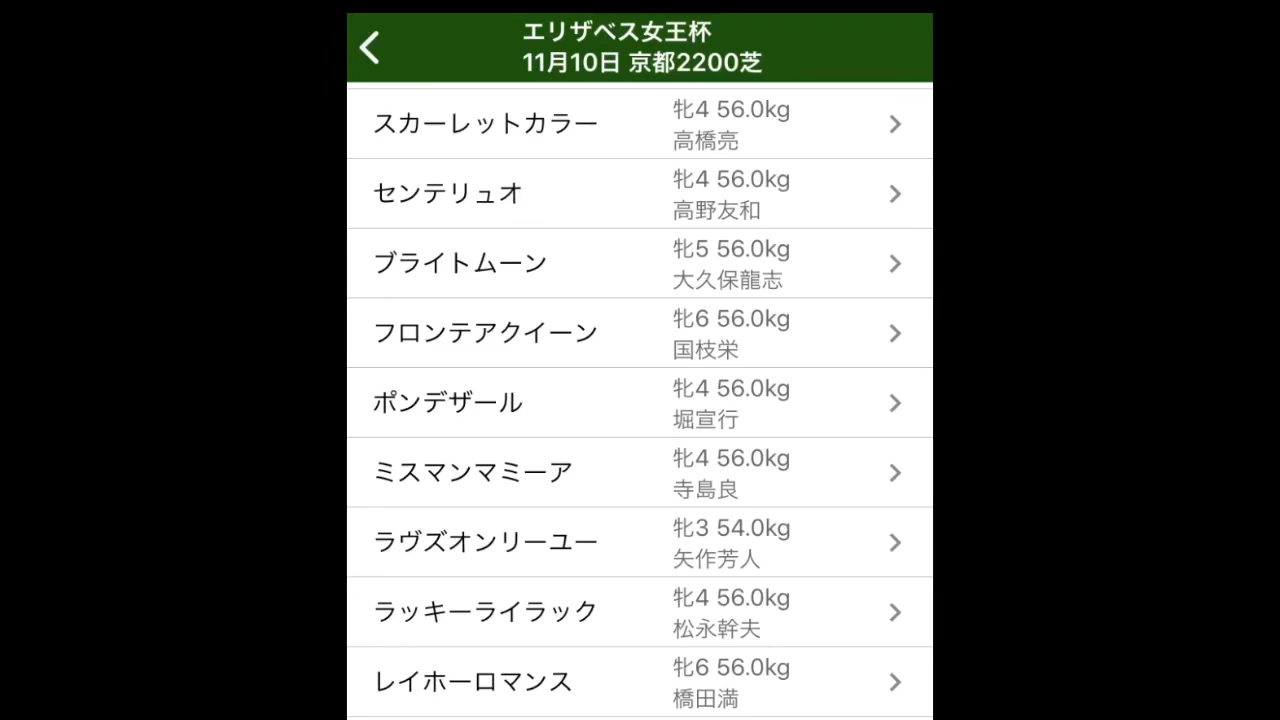 エリザベス女王杯
11月10日 京都2200芝
スカーレットカラー
牝4 56.0kg
高橋亮
センテリュオ
牝4 56.0kg
高野友和
ブライトムーン
牝5 56.0kg
大久保龍志
フロンテアクイーン
牝6 56.0kg
国枝栄
ポンデザール
牝4 56.0kg
堀宣行
ミスマンマミーア
牝4 56.0kg
寺島良
ラヴズオンリーユー
牝3 54.0kg
矢作芳人
ラッキーライラック
牝4 56.0kg
松永幹夫
レイホーロマンス
牝6 56.0kg
橋田満